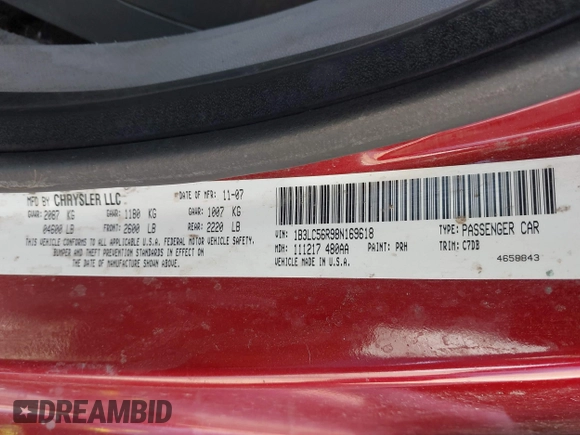 MFD BY CHRYSLER LLC DATE OF MFR 11-07
GVWR: 2067 KG GAWR: 1180 KG GAWR: 1007 KG
04600 LB FRONT: 2600 LB REAR: 2220 LB
THIS VEHICLE CONFORMS TO ALL APPLICABLE U.S.A. FEDERAL MOTOR VEHICLE SAFETY,
BUMPER AND THEFT PREVENTION STANDARDS IN EFFECT ON
THE DATE OF MANUFACTURE SHOWN ABOVE.
VIN: 1B3LC56R98N169618 TYPE: PASSENGER CAR
MDH: 111217 480AA PAINT: PRH TRIM: C7DB
VEHICLE MADE IN U.S.A. 4658843
DREAMBID